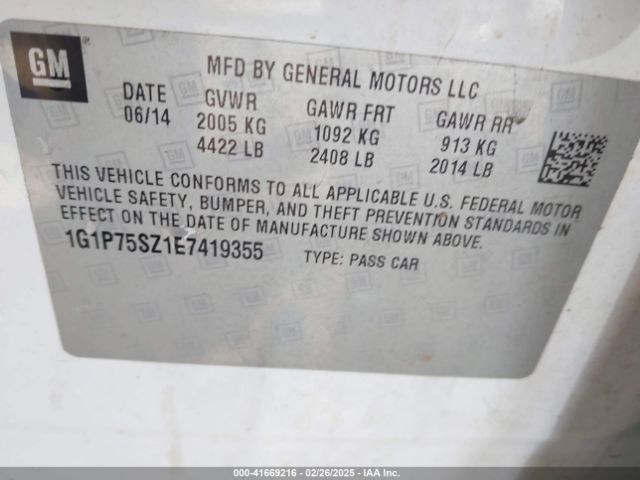 GM
MFD BY GENERAL MOTORS LLC
DATE GVWR GAWR FRT GAWR RR
06/14 2005 KG 1092 KG 913 KG
4422 LB 2408 LB 2014 LB
THIS VEHICLE CONFORMS TO ALL APPLICABLE U.S. FEDERAL MOTOR
VEHICLE SAFETY, BUMPER, AND THEFT PREVENTION STANDARDS IN
EFFECT ON THE DATE OF MANUFACTURE SHOWN ABOVE.
1G1P75SZ1E7419355 TYPE: PASS CAR
000-41669216 - 02/26/2025 - IAAI.COM